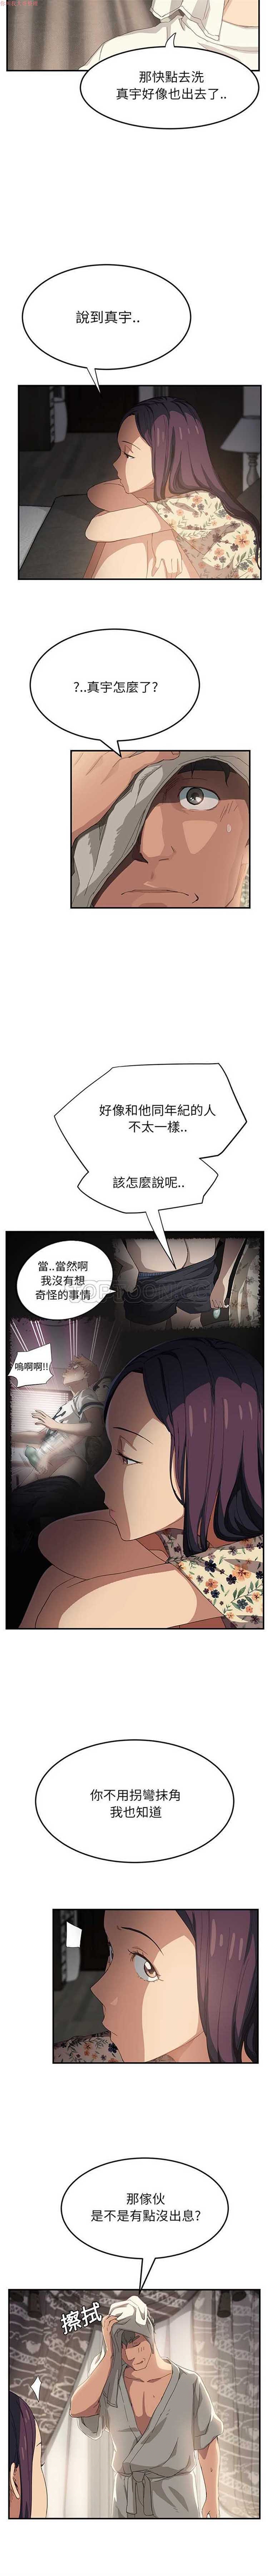 那快點去洗
真宇好像也出去了..
說到真宇..
?..真宇怎麼了?
好像和他同年紀的人
不太一樣..
該怎麼說呢..
當..當然啊
我沒有想
奇怪的事情
嗚啊啊!!
你不用拐彎抹角
我也知道
那傢伙
是不是有點沒出息?
擦拭